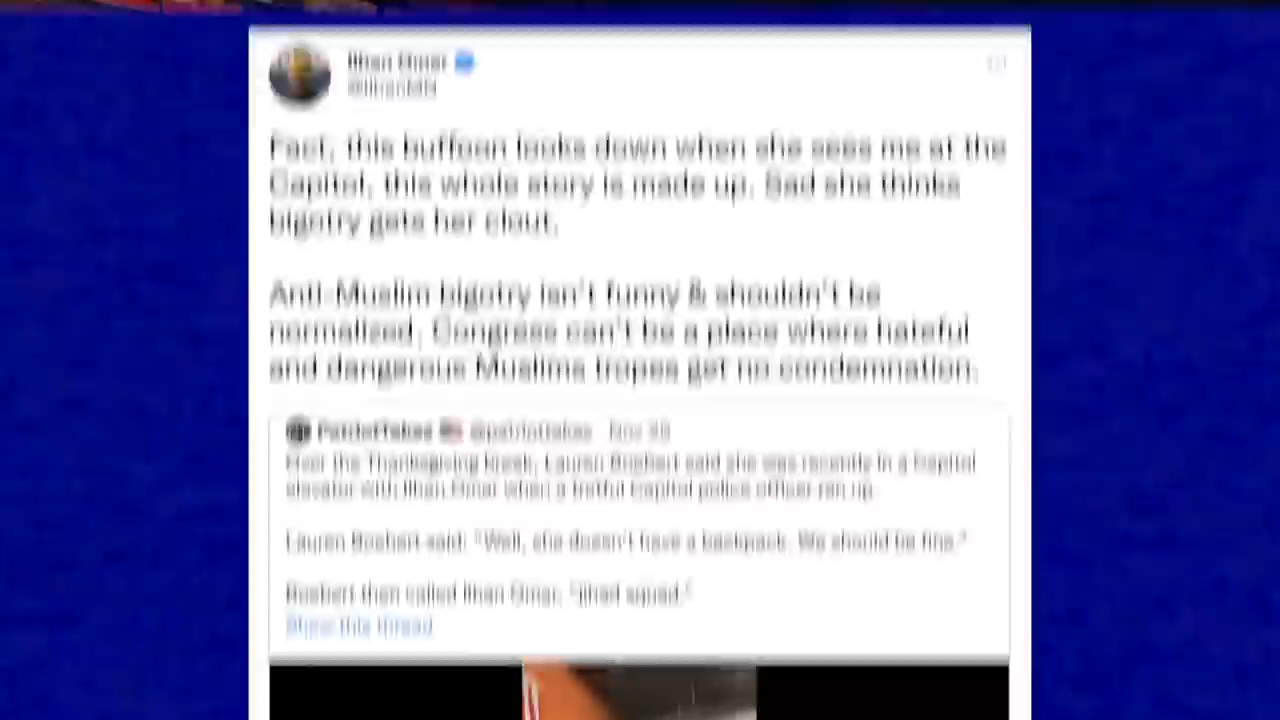 Ilhan Omar
@IlhanMN
Fact, this buffoon looks down when she sees me at the
Capitol, this whole story is made up. Sad she thinks
bigotry gets her clout.
Anti-Muslim bigotry isn't funny & shouldn't be
normalized. Congress can't be a place where hateful
and dangerous Muslims tropes get no condemnation.
PatriotTakes @patriottakes Nov
Over the Thanksgiving break, Lauren Boebert said she was recently in a Capitol
elevator with Ilhan Omar when a fretful Capitol police officer ran up.
Lauren Boebert said: "Well, she doesn't have a backpack. We should be fine."
Boebert then called Ilhan Omar, "jihad squad."
Show this thread